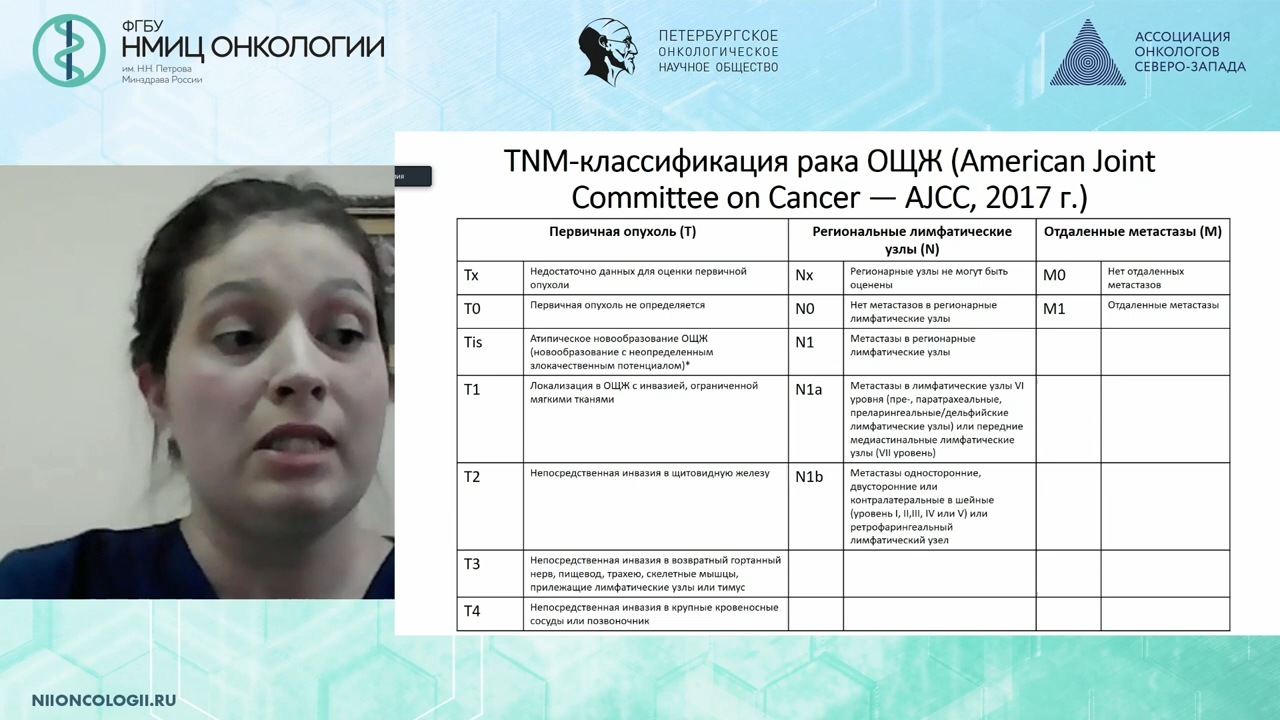 ФГБУ
НМИЦ ОНКОЛОГИИ
им. Н.Н. Петрова
Минздрава России
ПЕТЕРБУРГСКОЕ
ОНКОЛОГИЧЕСКОЕ
НАУЧНОЕ ОБЩЕСТВО
АССОЦИАЦИЯ
ОНКОЛОГОВ
СЕВЕРО-ЗАПАДА
TNM-классификация рака ОЩЖ (American Joint
Committee on Cancer — AJCC, 2017 г.)
Первичная опухоль (T)
Региональные лимфатические
узлы (N)
Отдаленные метастазы (M)
Tx
Недостаточно данных для оценки первичной
опухоли
Nx
Регионарные узлы не могут быть
оценены
M0
Нет отдаленных
метастазов
T0
Первичная опухоль не определяется
N0
Нет метастазов в регионарные
лимфатические узлы
M1
Отдаленные метастазы
Tis
Атипическое новообразование ОЩЖ
(новообразование с неопределенным
злокачественным потенциалом)*
N1
Метастазы в регионарные
лимфатические узлы
T1
Локализация в ОЩЖ с инвазией, ограниченной
мягкими тканями
N1a
Метастазы в лимфатические узлы VI
уровня (пре-, паратрахеальные,
преларингеальные/дельфийские
лимфатические узлы) или передние
медиастинальные лимфатические
узлы (VII уровень)
T2
Непосредственная инвазия в щитовидную железу
N1b
Метастазы односторонние,
двусторонние или
контралатеральные в шейные
(уровень I, II,III, IV или V) или
ретрофарингеальный
лимфатический узел
T3
Непосредственная инвазия в возвратный гортанный
нерв, пищевод, трахею, скелетные мышцы,
прилежащие лимфатические узлы или тимус
T4
Непосредственная инвазия в крупные кровеносные
сосуды или позвоночник
NIIONCOLOGII.RU